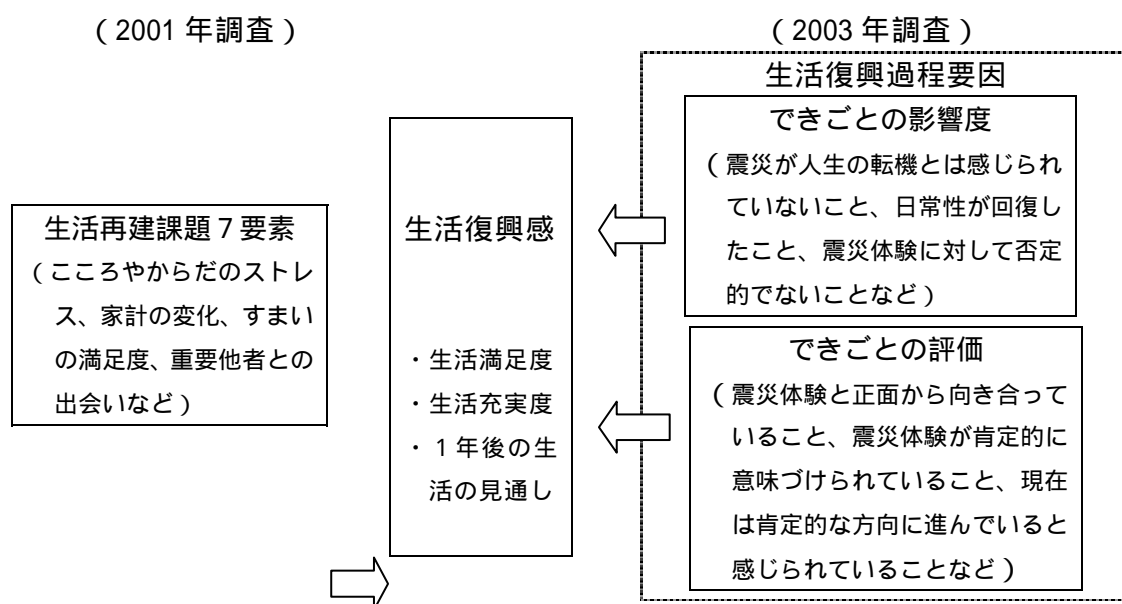 （2001 年調査）
（2003 年調査）
生活再建課題７要素
（こころやからだのストレ
ス、家計の変化、すまい
の満足度、重要他者との
出会いなど）
生活復興感
・生活満足度
・生活充実度
・１年後の生
活の見通し
生活復興過程要因
できごとの影響度
（震災が人生の転機とは感じられ
ていないこと、日常性が回復し
たこと、震災体験に対して否定
的でないことなど）
できごとの評価
（震災体験と正面から向き合って
いること、震災体験が肯定的に
意味づけられていること、現在
は肯定的な方向に進んでいると
感じられていることなど）